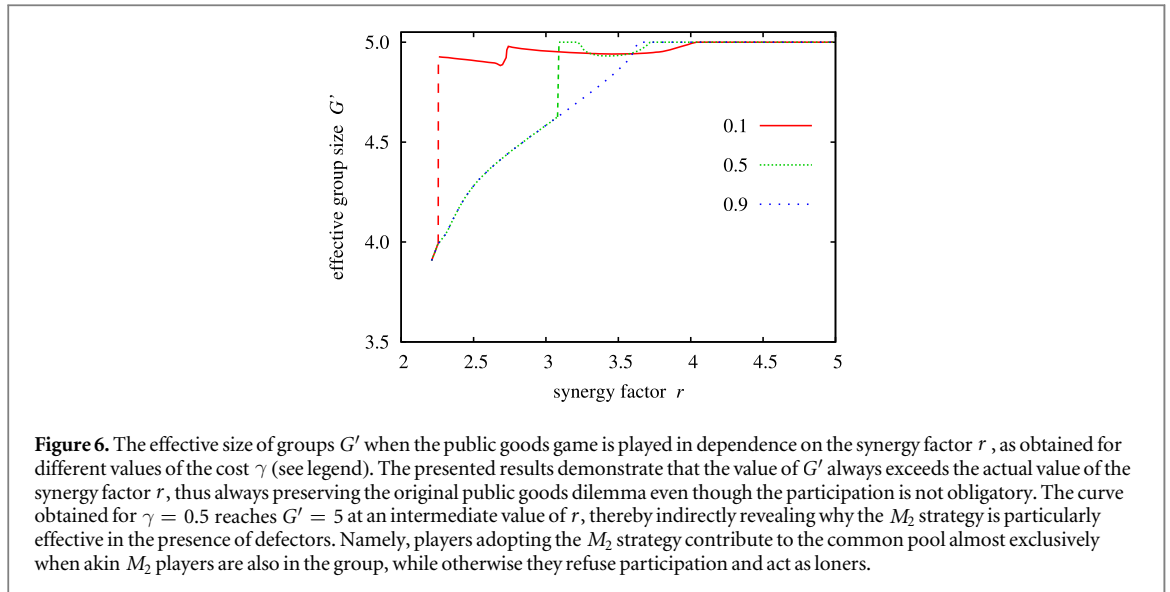 5.0
4.5
4.0
3.5
effective group size G'
0.1
0.5
0.9
2 2.5 3 3.5 4 4.5 5
synergy factor r
Figure 6. The effective size of groups G′ when the public goods game is played in dependence on the synergy factor r , as obtained for
different values of the cost γ (see legend). The presented results demonstrate that the value of G′ always exceeds the actual value of the
synergy factor r, thus always preserving the original public goods dilemma even though the participation is not obligatory. The curve
obtained for γ = 0.5 reaches G′ = 5 at an intermediate value of r, thereby indirectly revealing why the M₂ strategy is particularly
effective in the presence of defectors. Namely, players adopting the M₂ strategy contribute to the common pool almost exclusively
when akin M₂ players are also in the group, while otherwise they refuse participation and act as loners.